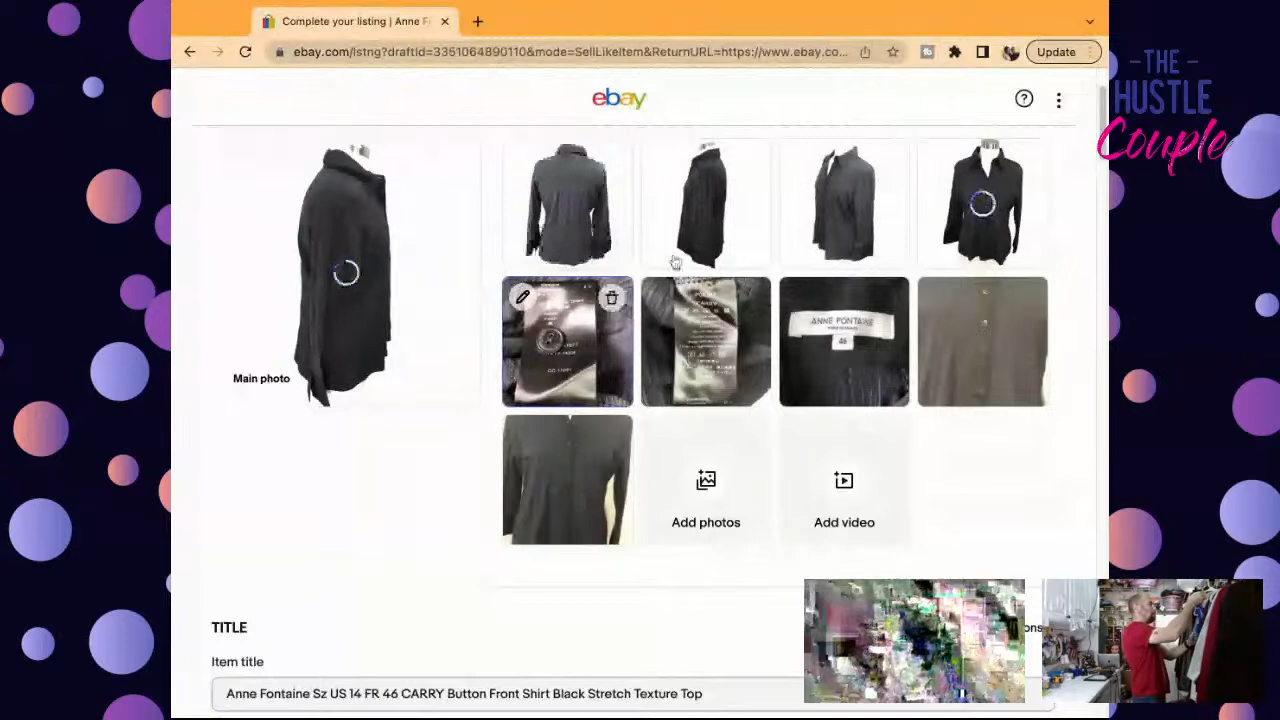 Complete your listing | Anne F
ebay.com/lstng?draftId=3351064890110&mode=SellLikeItem&ReturnURL=https://www.ebay.co...
Update
-THE-
HUSTLE
Couple
ebay
Main photo
ANNE FONTAINE
46
Add photos
Add video
TITLE
Item title
Anne Fontaine Sz US 14 FR 46 CARRY Button Front Shirt Black Stretch Texture Top